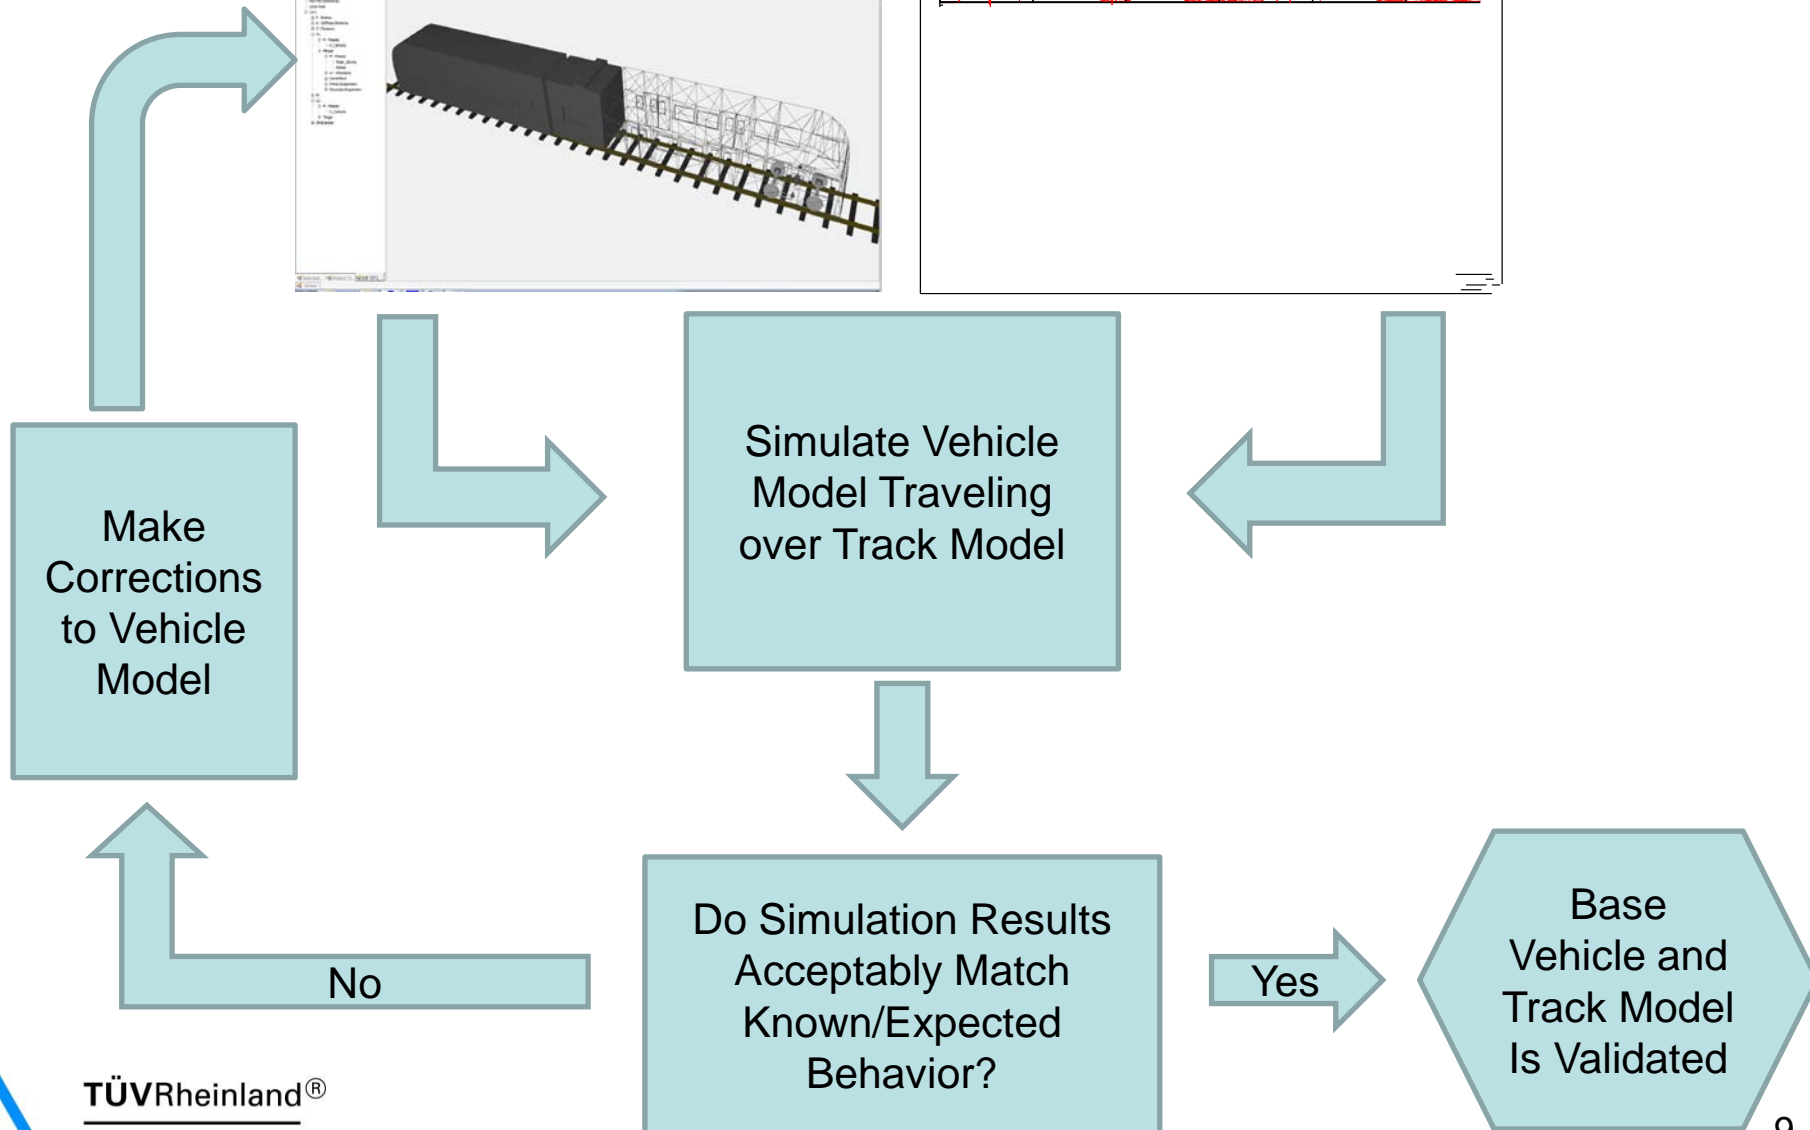 Simulate Vehicle
Model Traveling
over Track Model
Make
Corrections
to Vehicle
Model
Do Simulation Results
Acceptably Match
Known/Expected
Behavior?
No
Yes
Base
Vehicle and
Track Model
Is Validated
TÜVRheinland®
9